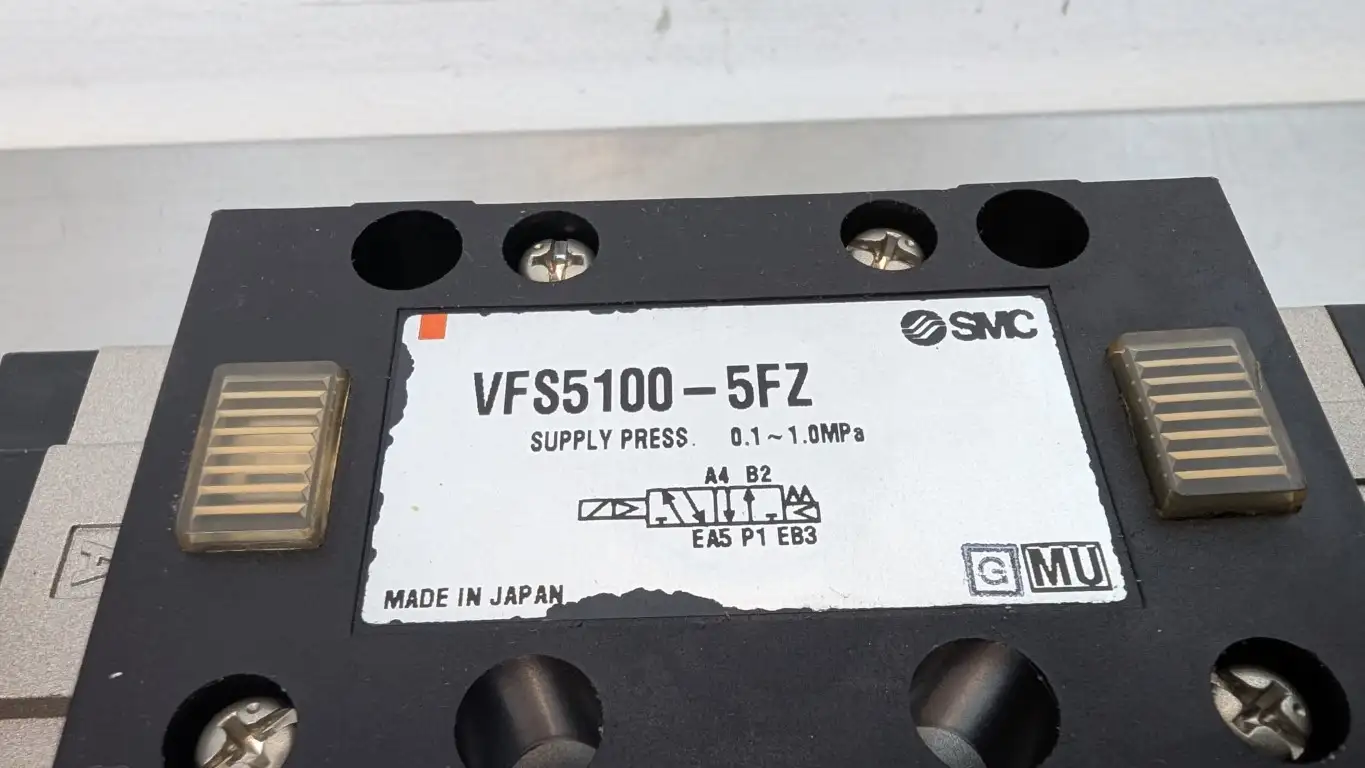 SMC
VFS5100-5FZ
SUPPLY PRESS. 0.1~1.0MPa
A4 B2
EA5 P1 EB3
G MU
MADE IN JAPAN